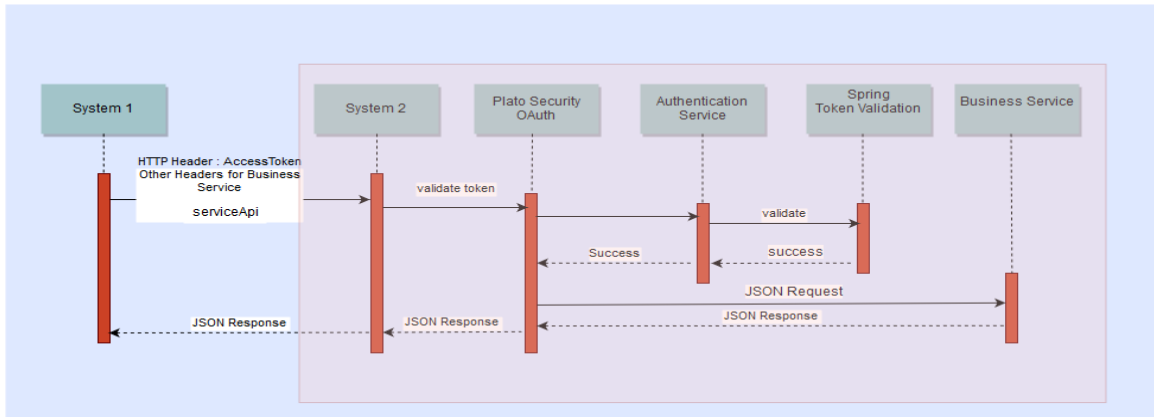 System 1
System 2
Plato Security
OAuth
Authentication
Service
Spring
Token Validation
Business Service
HTTP Header : AccessToken
Other Headers for Business
Service
serviceApi
validate token
validate
Success
success
JSON Request
JSON Response
JSON Response
JSON Response